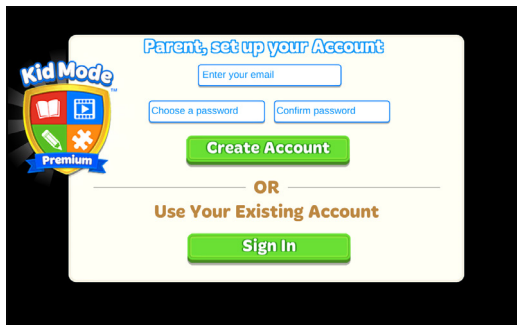 Parent, set up your Account
Kid Mode
TM
Premium
Enter your email
Choose a password
Confirm password
Create Account
OR
Use Your Existing Account
Sign In